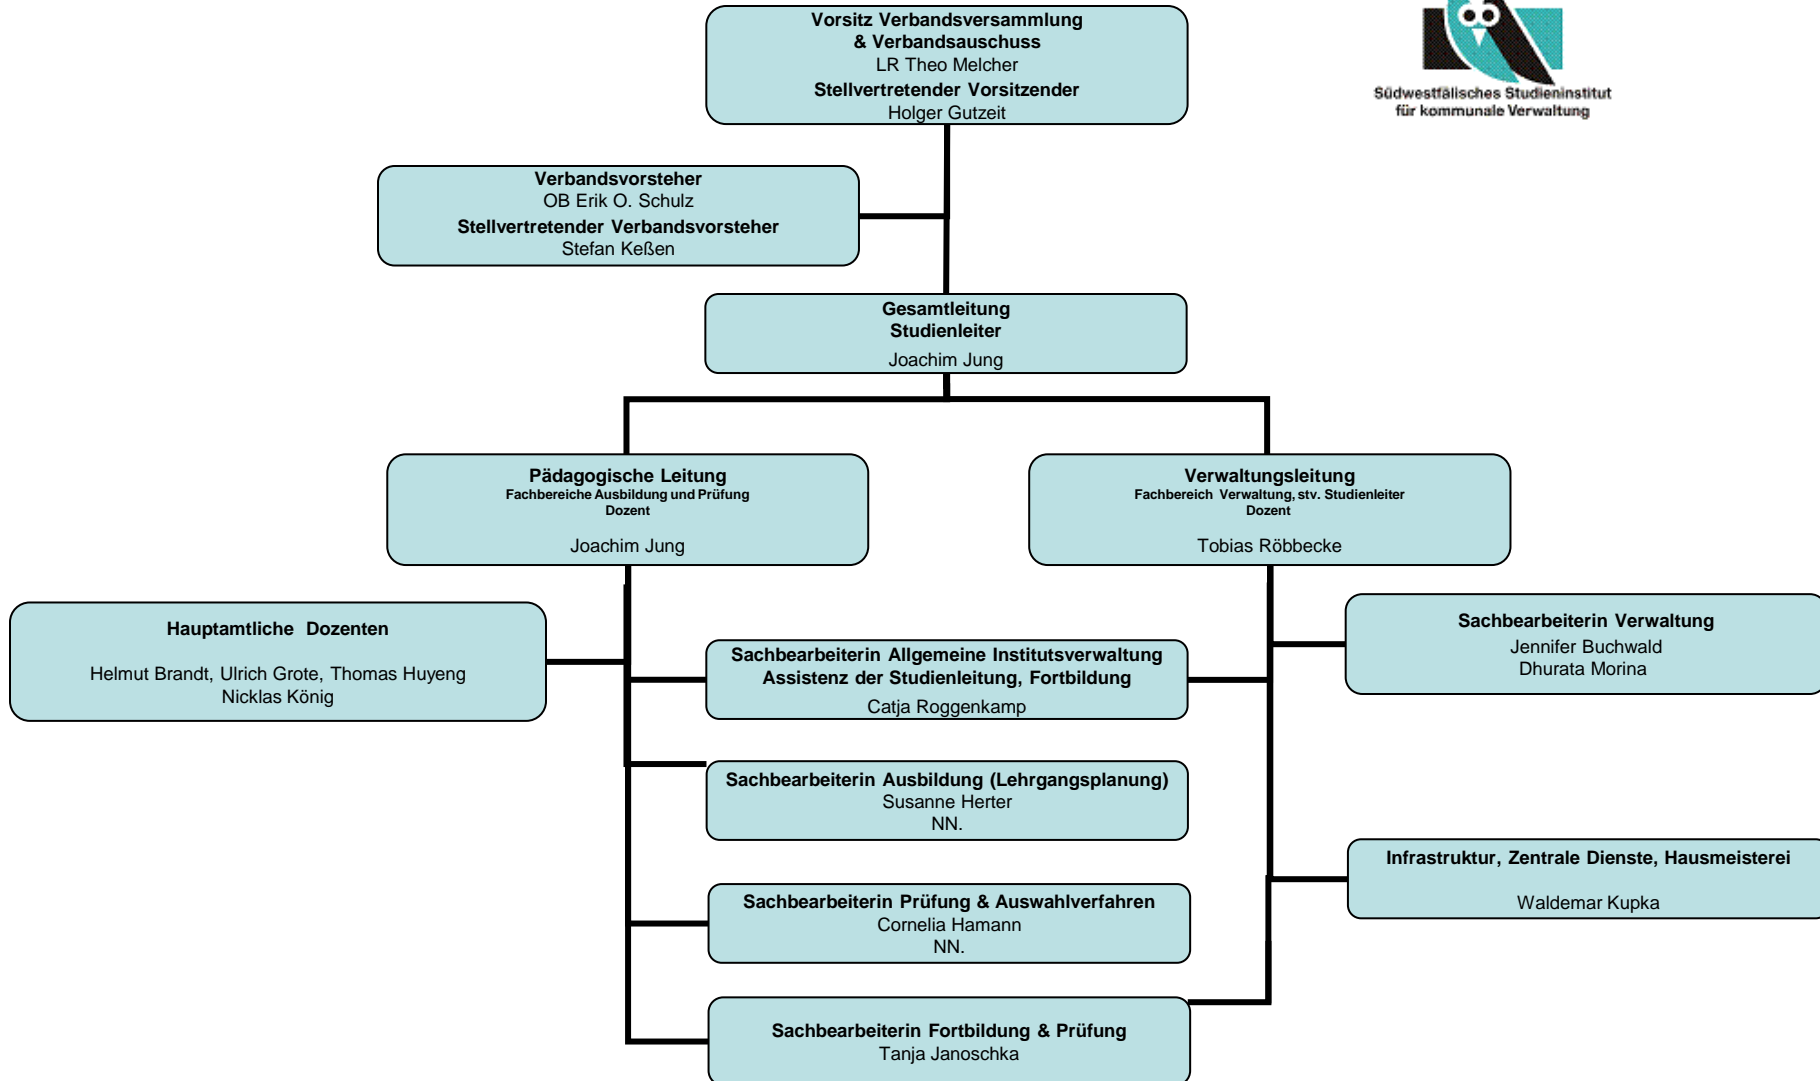 Vorsitz Verbandsversammlung
& Verbandsauschuss
LR Theo Melcher
Stellvertretender Vorsitzender
Holger Gutzeit
Südwestfälisches Studieninstitut
für kommunale Verwaltung
Verbandsvorsteher
OB Erik O. Schulz
Stellvertretender Verbandsvorsteher
Stefan Keßen
Gesamtleitung
Studienleiter
Joachim Jung
Pädagogische Leitung
Fachbereiche Ausbildung und Prüfung
Dozent
Joachim Jung
Verwaltungsleitung
Fachbereich Verwaltung, stv. Studienleiter
Dozent
Tobias Röbbecke
Hauptamtliche Dozenten
Helmut Brandt, Ulrich Grote, Thomas Huyeng
Nicklas König
Sachbearbeiterin Allgemeine Institutsverwaltung
Assistenz der Studienleitung, Fortbildung
Catja Roggenkamp
Sachbearbeiterin Verwaltung
Jennifer Buchwald
Dhurata Morina
Sachbearbeiterin Ausbildung (Lehrgangsplanung)
Susanne Herter
NN.
Infrastruktur, Zentrale Dienste, Hausmeisterei
Waldemar Kupka
Sachbearbeiterin Prüfung & Auswahlverfahren
Cornelia Hamann
NN.
Sachbearbeiterin Fortbildung & Prüfung
Tanja Janoschka